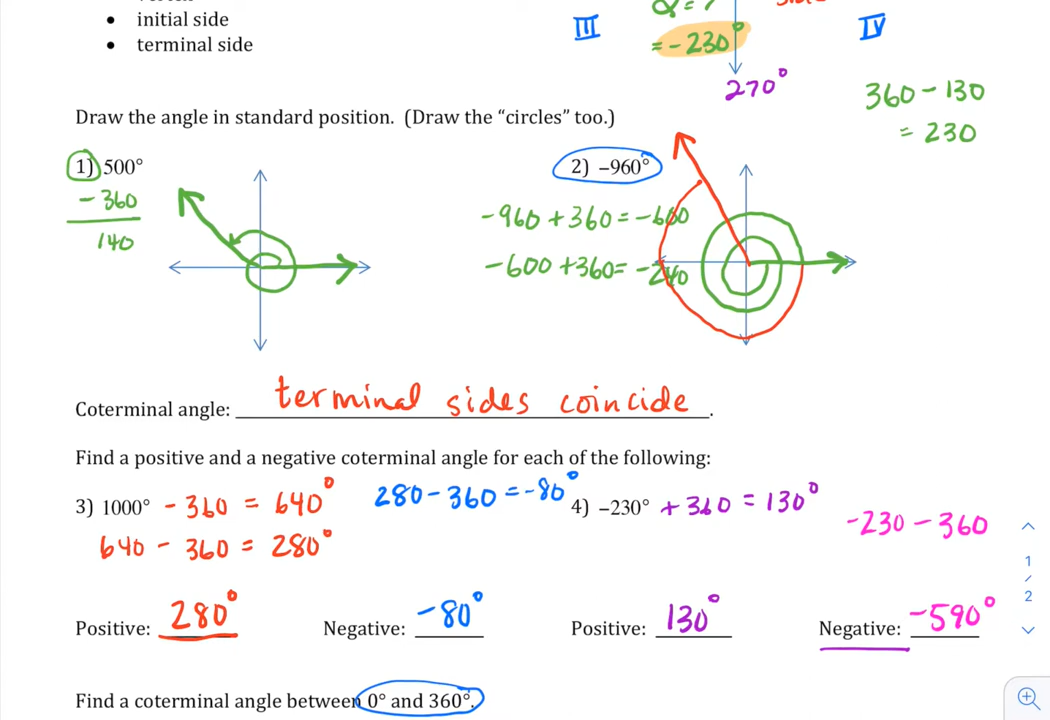 • initial side
• terminal side
III
= -230°
IV
270°
360 - 130
= 230
Draw the angle in standard position. (Draw the “circles” too.)
1) 500°
- 360
140
2) −960°
-960 + 360 = -600
-600 + 360 = -240
Coterminal angle: terminal sides coincide.
Find a positive and a negative coterminal angle for each of the following:
3) 1000° - 360 = 640°
640 - 360 = 280°
280 - 360 = -80°
4) −230° + 360 = 130°
-230 - 360
Positive: 280°
Negative: -80°
Positive: 130°
Negative: -590°
1
/
2
Find a coterminal angle between 0° and 360°.